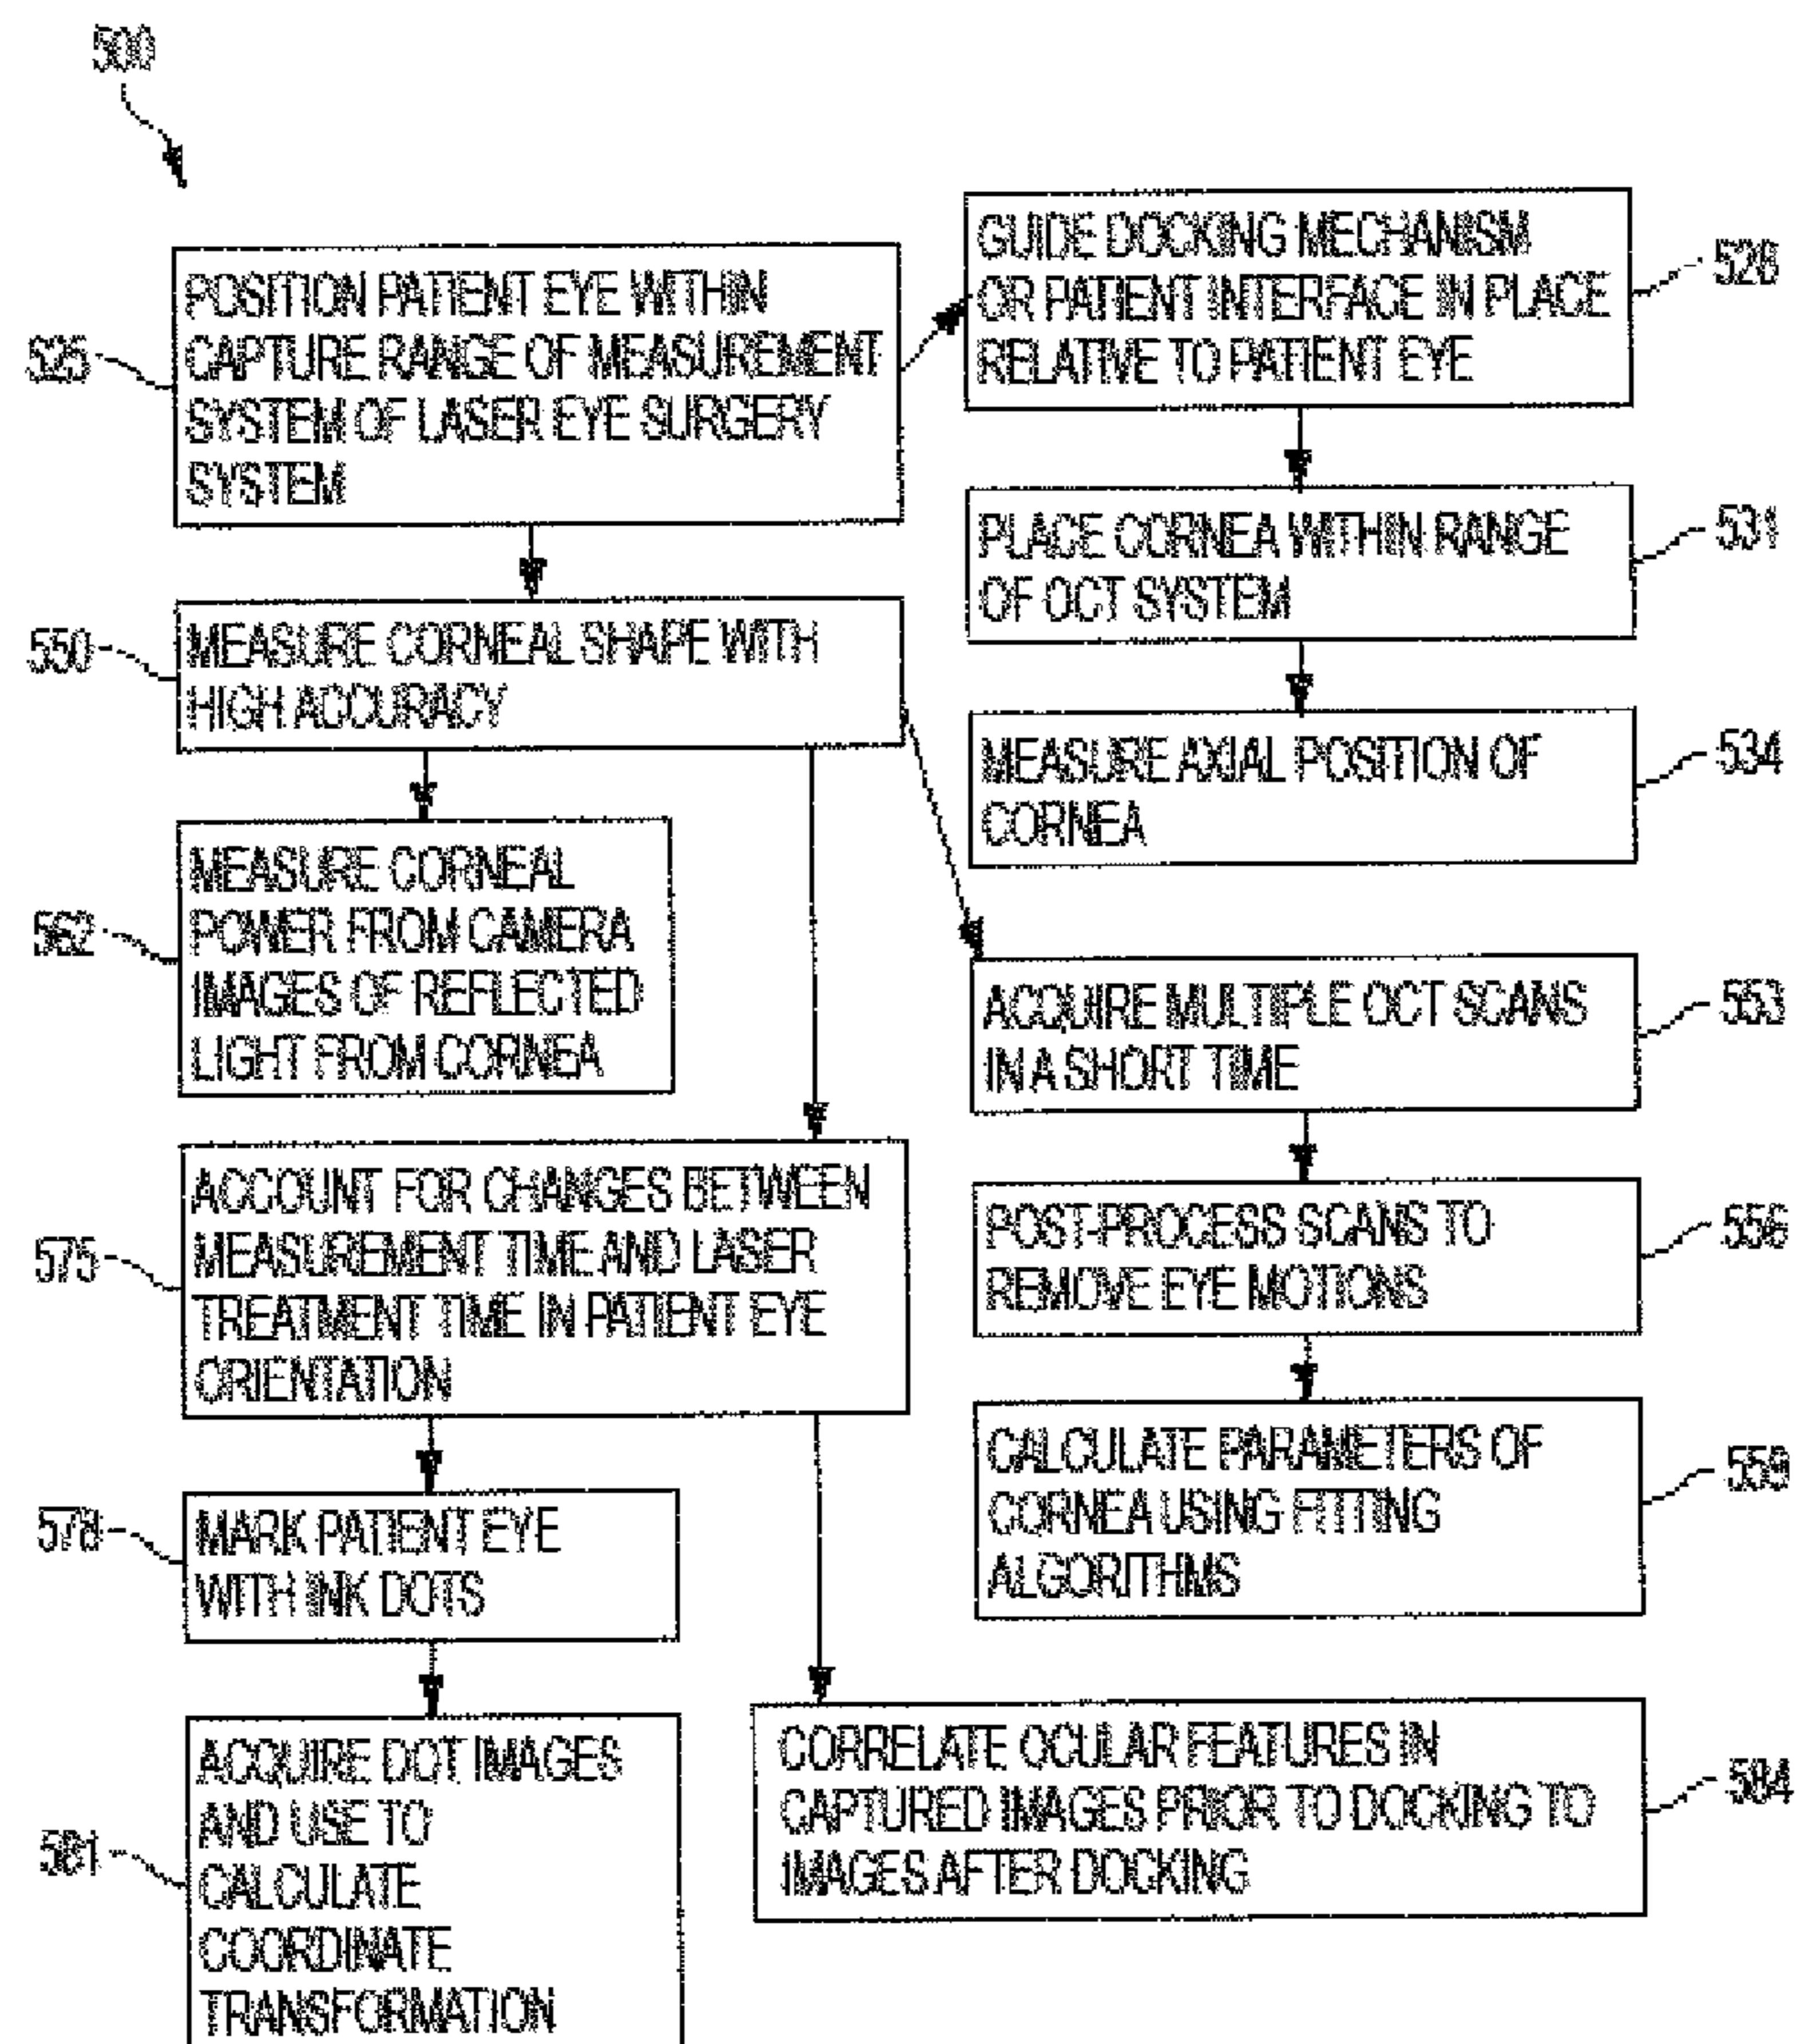 500
525
POSITION PATIENT EYE WITHIN
CAPTURE RANGE OF MEASUREMENT
SYSTEM OF LASER EYE SURGERY
SYSTEM
GUIDE DOCKING MECHANISM
OR PATIENT INTERFACE IN PLACE
RELATIVE TO PATIENT EYE
528
PLACE CORNEA WITHIN RANGE
OF OCT SYSTEM
531
MEASURE AXIAL POSITION OF
CORNEA
534
550
MEASURE CORNEAL SHAPE WITH
HIGH ACCURACY
562
MEASURE CORNEAL
POWER FROM CAMERA
IMAGES OF REFLECTED
LIGHT FROM CORNEA
ACQUIRE MULTIPLE OCT SCANS
IN A SHORT TIME
553
POST-PROCESS SCANS TO
REMOVE EYE MOTIONS
556
CALCULATE PARAMETERS OF
CORNEA USING FITTING
ALGORITHMS
559
575
ACCOUNT FOR CHANGES BETWEEN
MEASUREMENT TIME AND LASER
TREATMENT TIME IN PATIENT EYE
ORIENTATION
578
MARK PATIENT EYE
WITH INK DOTS
581
ACQUIRE DOT IMAGES
AND USE TO
CALCULATE
COORDINATE
TRANSFORMATION
CORRELATE OCULAR FEATURES IN
CAPTURED IMAGES PRIOR TO DOCKING TO
IMAGES AFTER DOCKING
584